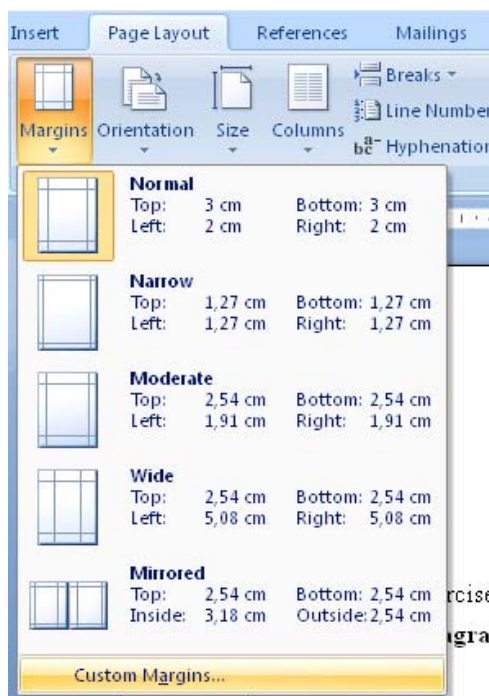 Insert Page Layout References Mailings
Margins Orientation Size Columns
Breaks
Line Number
Hyphenation
Normal
Top: 3 cm Bottom: 3 cm
Left: 2 cm Right: 2 cm
Narrow
Top: 1,27 cm Bottom: 1,27 cm
Left: 1,27 cm Right: 1,27 cm
Moderate
Top: 2,54 cm Bottom: 2,54 cm
Left: 1,91 cm Right: 1,91 cm
Wide
Top: 2,54 cm Bottom: 2,54 cm
Left: 5,08 cm Right: 5,08 cm
Mirrored
Top: 2,54 cm Bottom: 2,54 cm
Inside: 3,18 cm Outside: 2,54 cm
rcise
agra
Custom Margins...